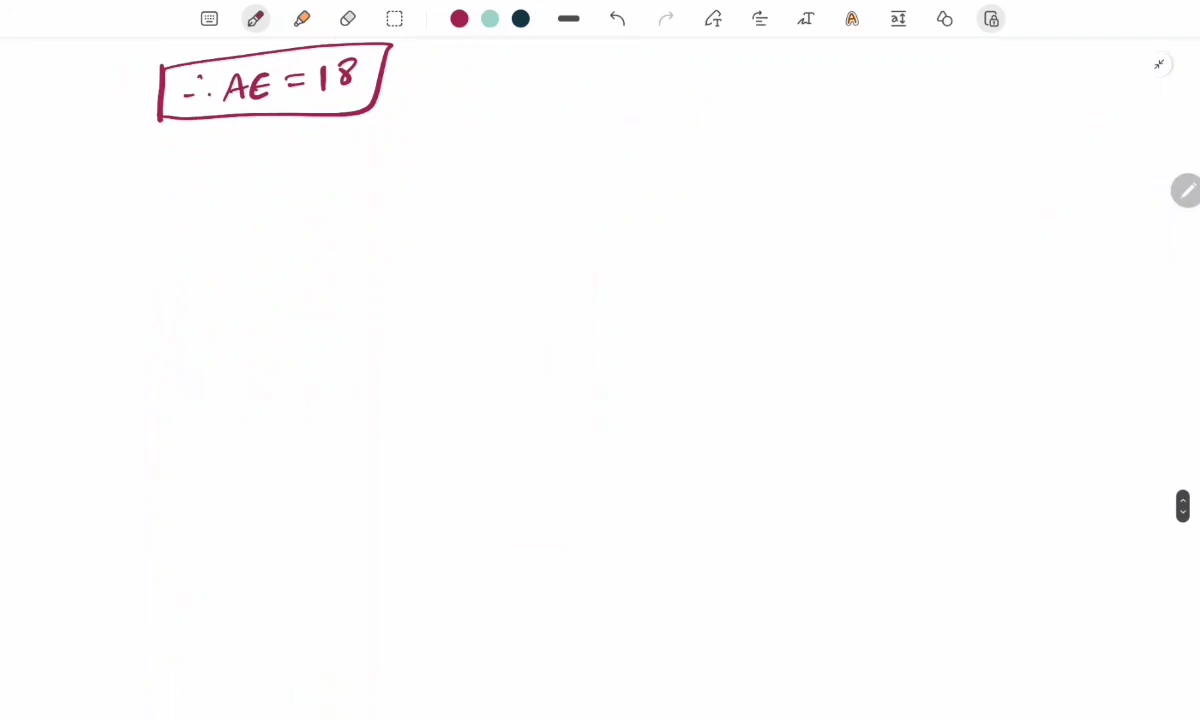 ∴ AE = 18